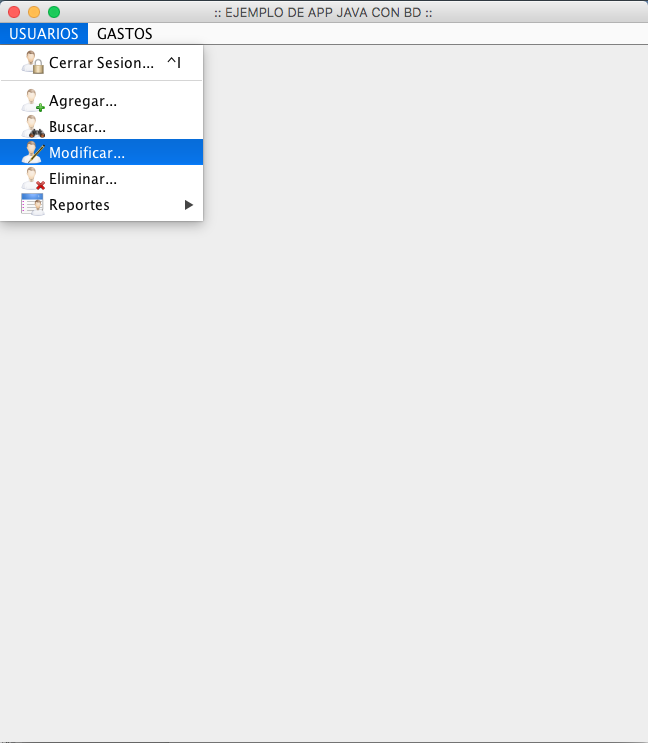 :: EJEMPLO DE APP JAVA CON BD ::
USUARIOS GASTOS
Cerrar Sesion... ^I
Agregar...
Buscar...
Modificar...
Eliminar...
Reportes